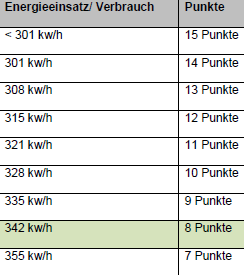 Energieeinsatz/ Verbrauch Punkte
< 301 kw/h 15 Punkte
301 kw/h 14 Punkte
308 kw/h 13 Punkte
315 kw/h 12 Punkte
321 kw/h 11 Punkte
328 kw/h 10 Punkte
335 kw/h 9 Punkte
342 kw/h 8 Punkte
355 kw/h 7 Punkte